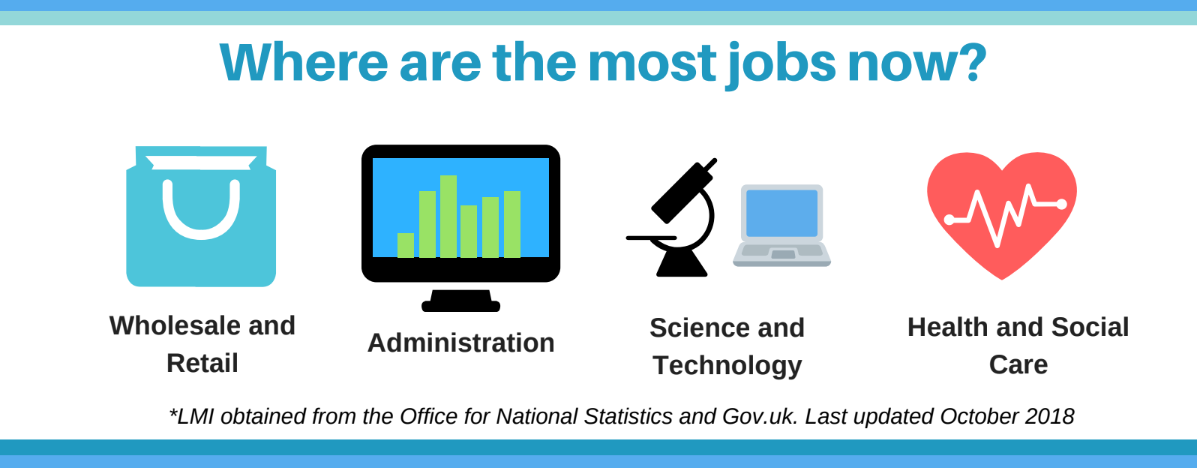 Where are the most jobs now?
Wholesale and
Retail
Administration
Science and
Technology
Health and Social
Care
*LMI obtained from the Office for National Statistics and Gov.uk. Last updated October 2018